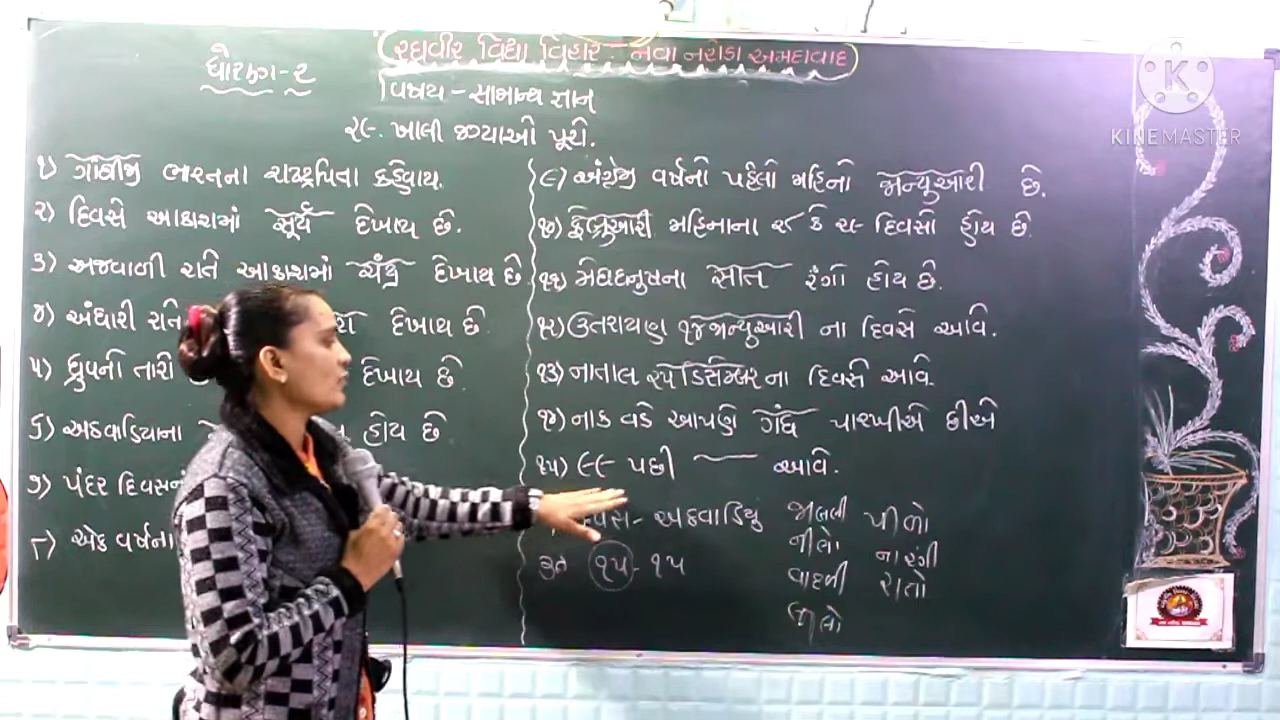 રઘુવીર વિદ્યા વિહાર - નવા નરોડા અમદાવાદ
ધોરણ - ૨
વિષય - સામાન્ય જ્ઞાન
૨૯. ખાલી જગ્યાઓ પૂરો.
૧) ગાંધીજી ભારતના રાષ્ટ્રપિતા કહેવાય.
૨) દિવસે આકાશમાં સૂર્ય દેખાય છે.
૩) અજવાળી રાતે આકાશમાં ચંદ્ર દેખાય છે.
૪) અંધારી રાતે દેખાય છે.
૫) ધ્રુવનો તારો દેખાય છે.
૬) અઠવાડિયાના હોય છે
૭) પંદર દિવસનું
૮) એક વર્ષના
૯) અંગ્રેજી વર્ષનો પહેલો મહિનો જાન્યુઆરી છે.
૧૦) ફેબ્રુઆરી મહિનાના ૨૮ કે ૨૯ દિવસો હોય છે.
૧૧) મેઘધનુષના સાત રંગો હોય છે.
૧૨) ઉતરાયણ ૧૪ જાન્યુઆરી ના દિવસે આવે.
૧૩) નાતાલ ૨૫ ડિસેમ્બર ના દિવસે આવે.
૧૪) નાક વડે આપણે ગંધ પારખીએ છીએ
૧૫) ૯૯ પછી આવે.
અઠવાડિયુ જાંબલી પીળો
૧૫ - ૧૫ નીલો નારંગી
વાદળી રાતો
લીલો
KINEMASTER